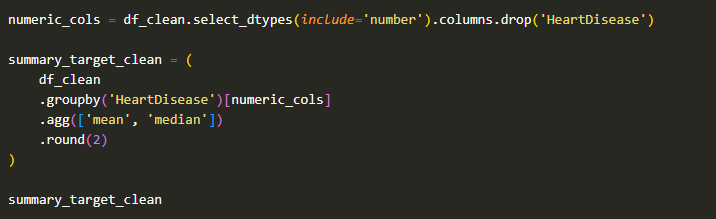 numeric_cols = df_clean.select_dtypes(include='number').columns.drop('HeartDisease')

summary_target_clean = (
    df_clean
    .groupby('HeartDisease')[numeric_cols]
    .agg(['mean', 'median'])
    .round(2)
)

summary_target_clean